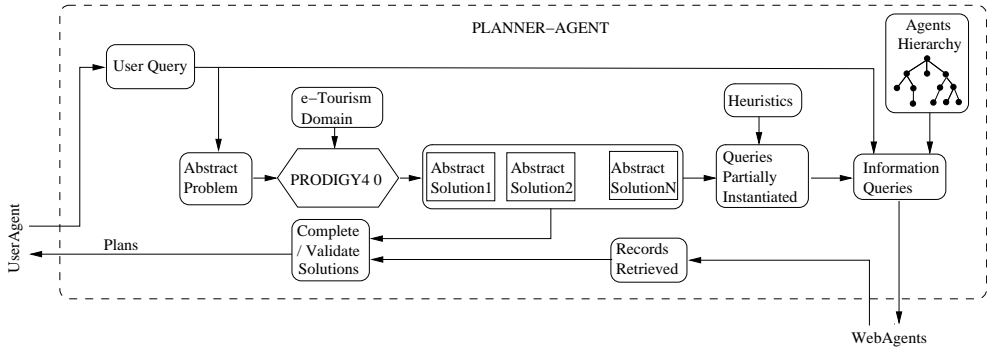 PLANNER−AGENT
Agents
Hierarchy
User Query
e−Tourism
Domain
Heuristics
Abstract
Problem
PRODIGY4 0
Abstract
Solution1
Abstract
Solution2
Abstract
SolutionN
Queries
Partially
Instantiated
Information
Queries
UserAgent
Plans
Complete
/ Validate
Solutions
Records
Retrieved
WebAgents